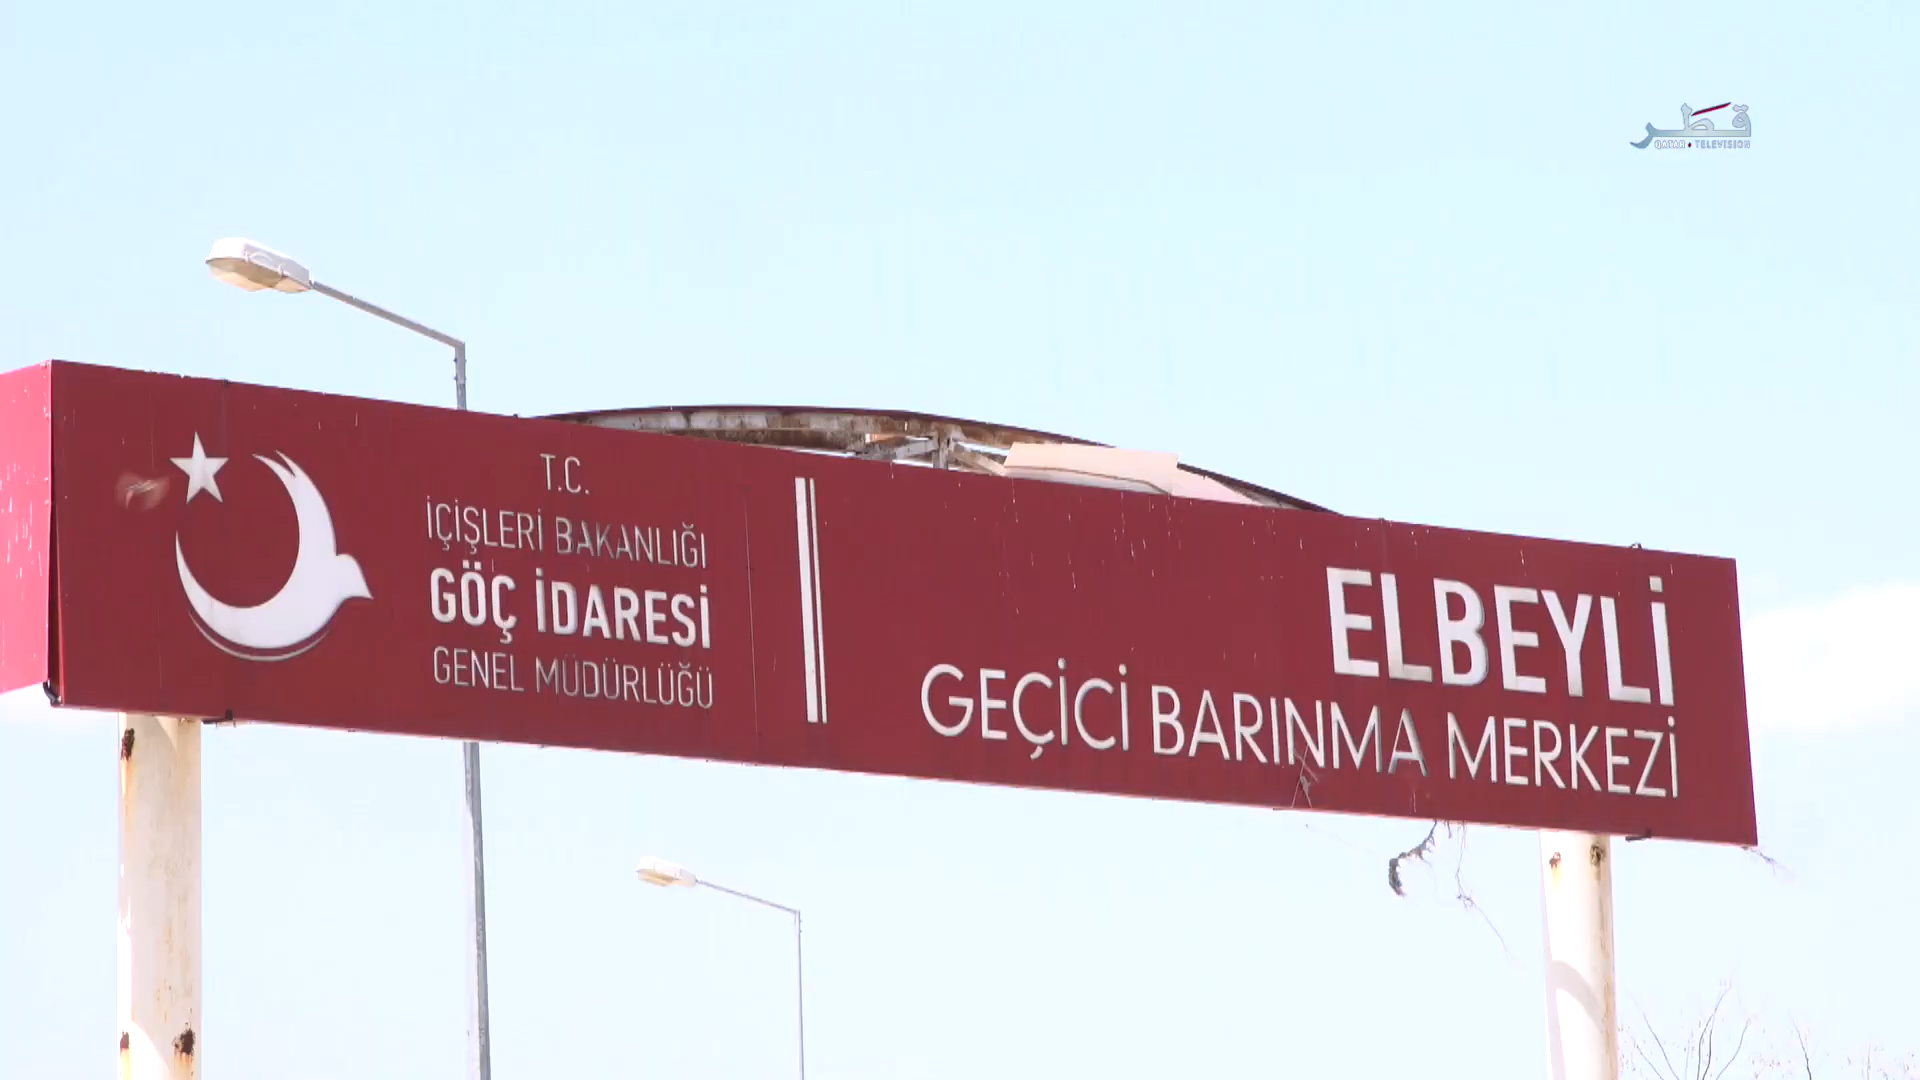 قطر
QATAR TELEVISION
T.C.
İÇİŞLERİ BAKANLIĞI
GÖÇ İDARESİ
GENEL MÜDÜRLÜĞÜ
ELBEYLİ
GEÇİCİ BARINMA MERKEZİ